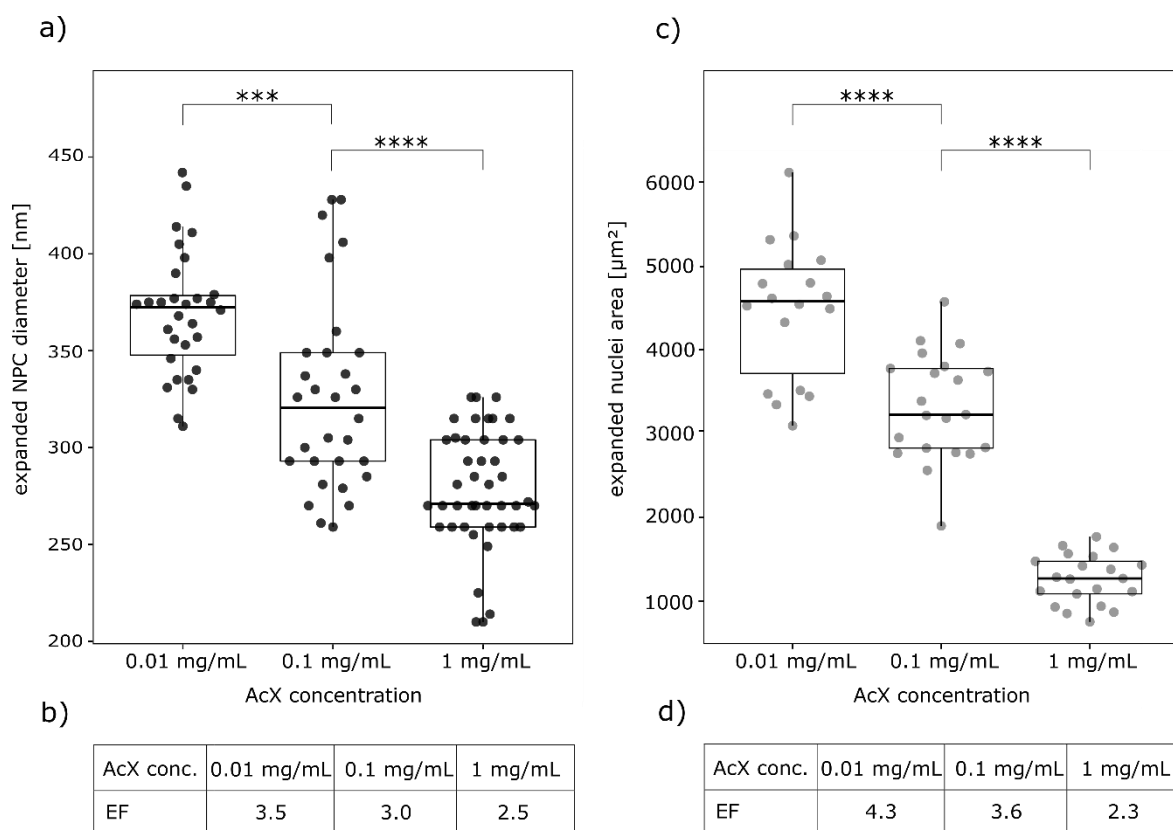 a)
expanded NPC diameter [nm]
450
400
350
300
250
200
***
****
0.01 mg/mL 0.1 mg/mL 1 mg/mL
AcX concentration
b)
AcX conc. 0.01 mg/mL 0.1 mg/mL 1 mg/mL
EF 3.5 3.0 2.5
c)
expanded nuclei area [µm²]
6000
5000
4000
3000
2000
1000
****
****
0.01 mg/mL 0.1 mg/mL 1 mg/mL
AcX concentration
d)
AcX conc. 0.01 mg/mL 0.1 mg/mL 1 mg/mL
EF 4.3 3.6 2.3